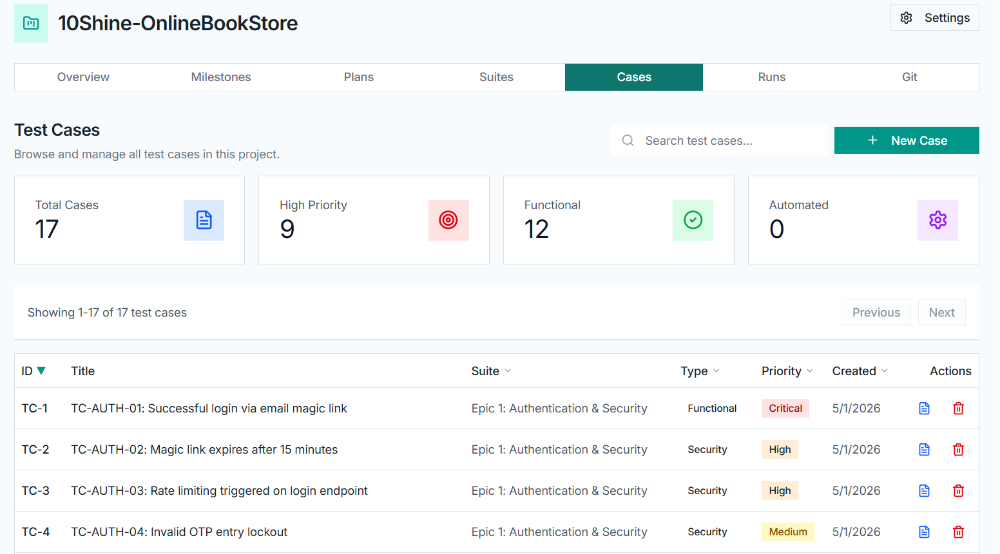 10Shine-OnlineBookStore
Settings
Overview Milestones Plans Suites Cases Runs Git
Test Cases
Browse and manage all test cases in this project.
Search test cases...
+ New Case
Total Cases
17
High Priority
9
Functional
12
Automated
0
Showing 1-17 of 17 test cases
Previous Next
ID Title Suite Type Priority Created Actions
TC-1 TC-AUTH-01: Successful login via email magic link Epic 1: Authentication & Security Functional Critical 5/1/2026
TC-2 TC-AUTH-02: Magic link expires after 15 minutes Epic 1: Authentication & Security Security High 5/1/2026
TC-3 TC-AUTH-03: Rate limiting triggered on login endpoint Epic 1: Authentication & Security Security High 5/1/2026
TC-4 TC-AUTH-04: Invalid OTP entry lockout Epic 1: Authentication & Security Security Medium 5/1/2026